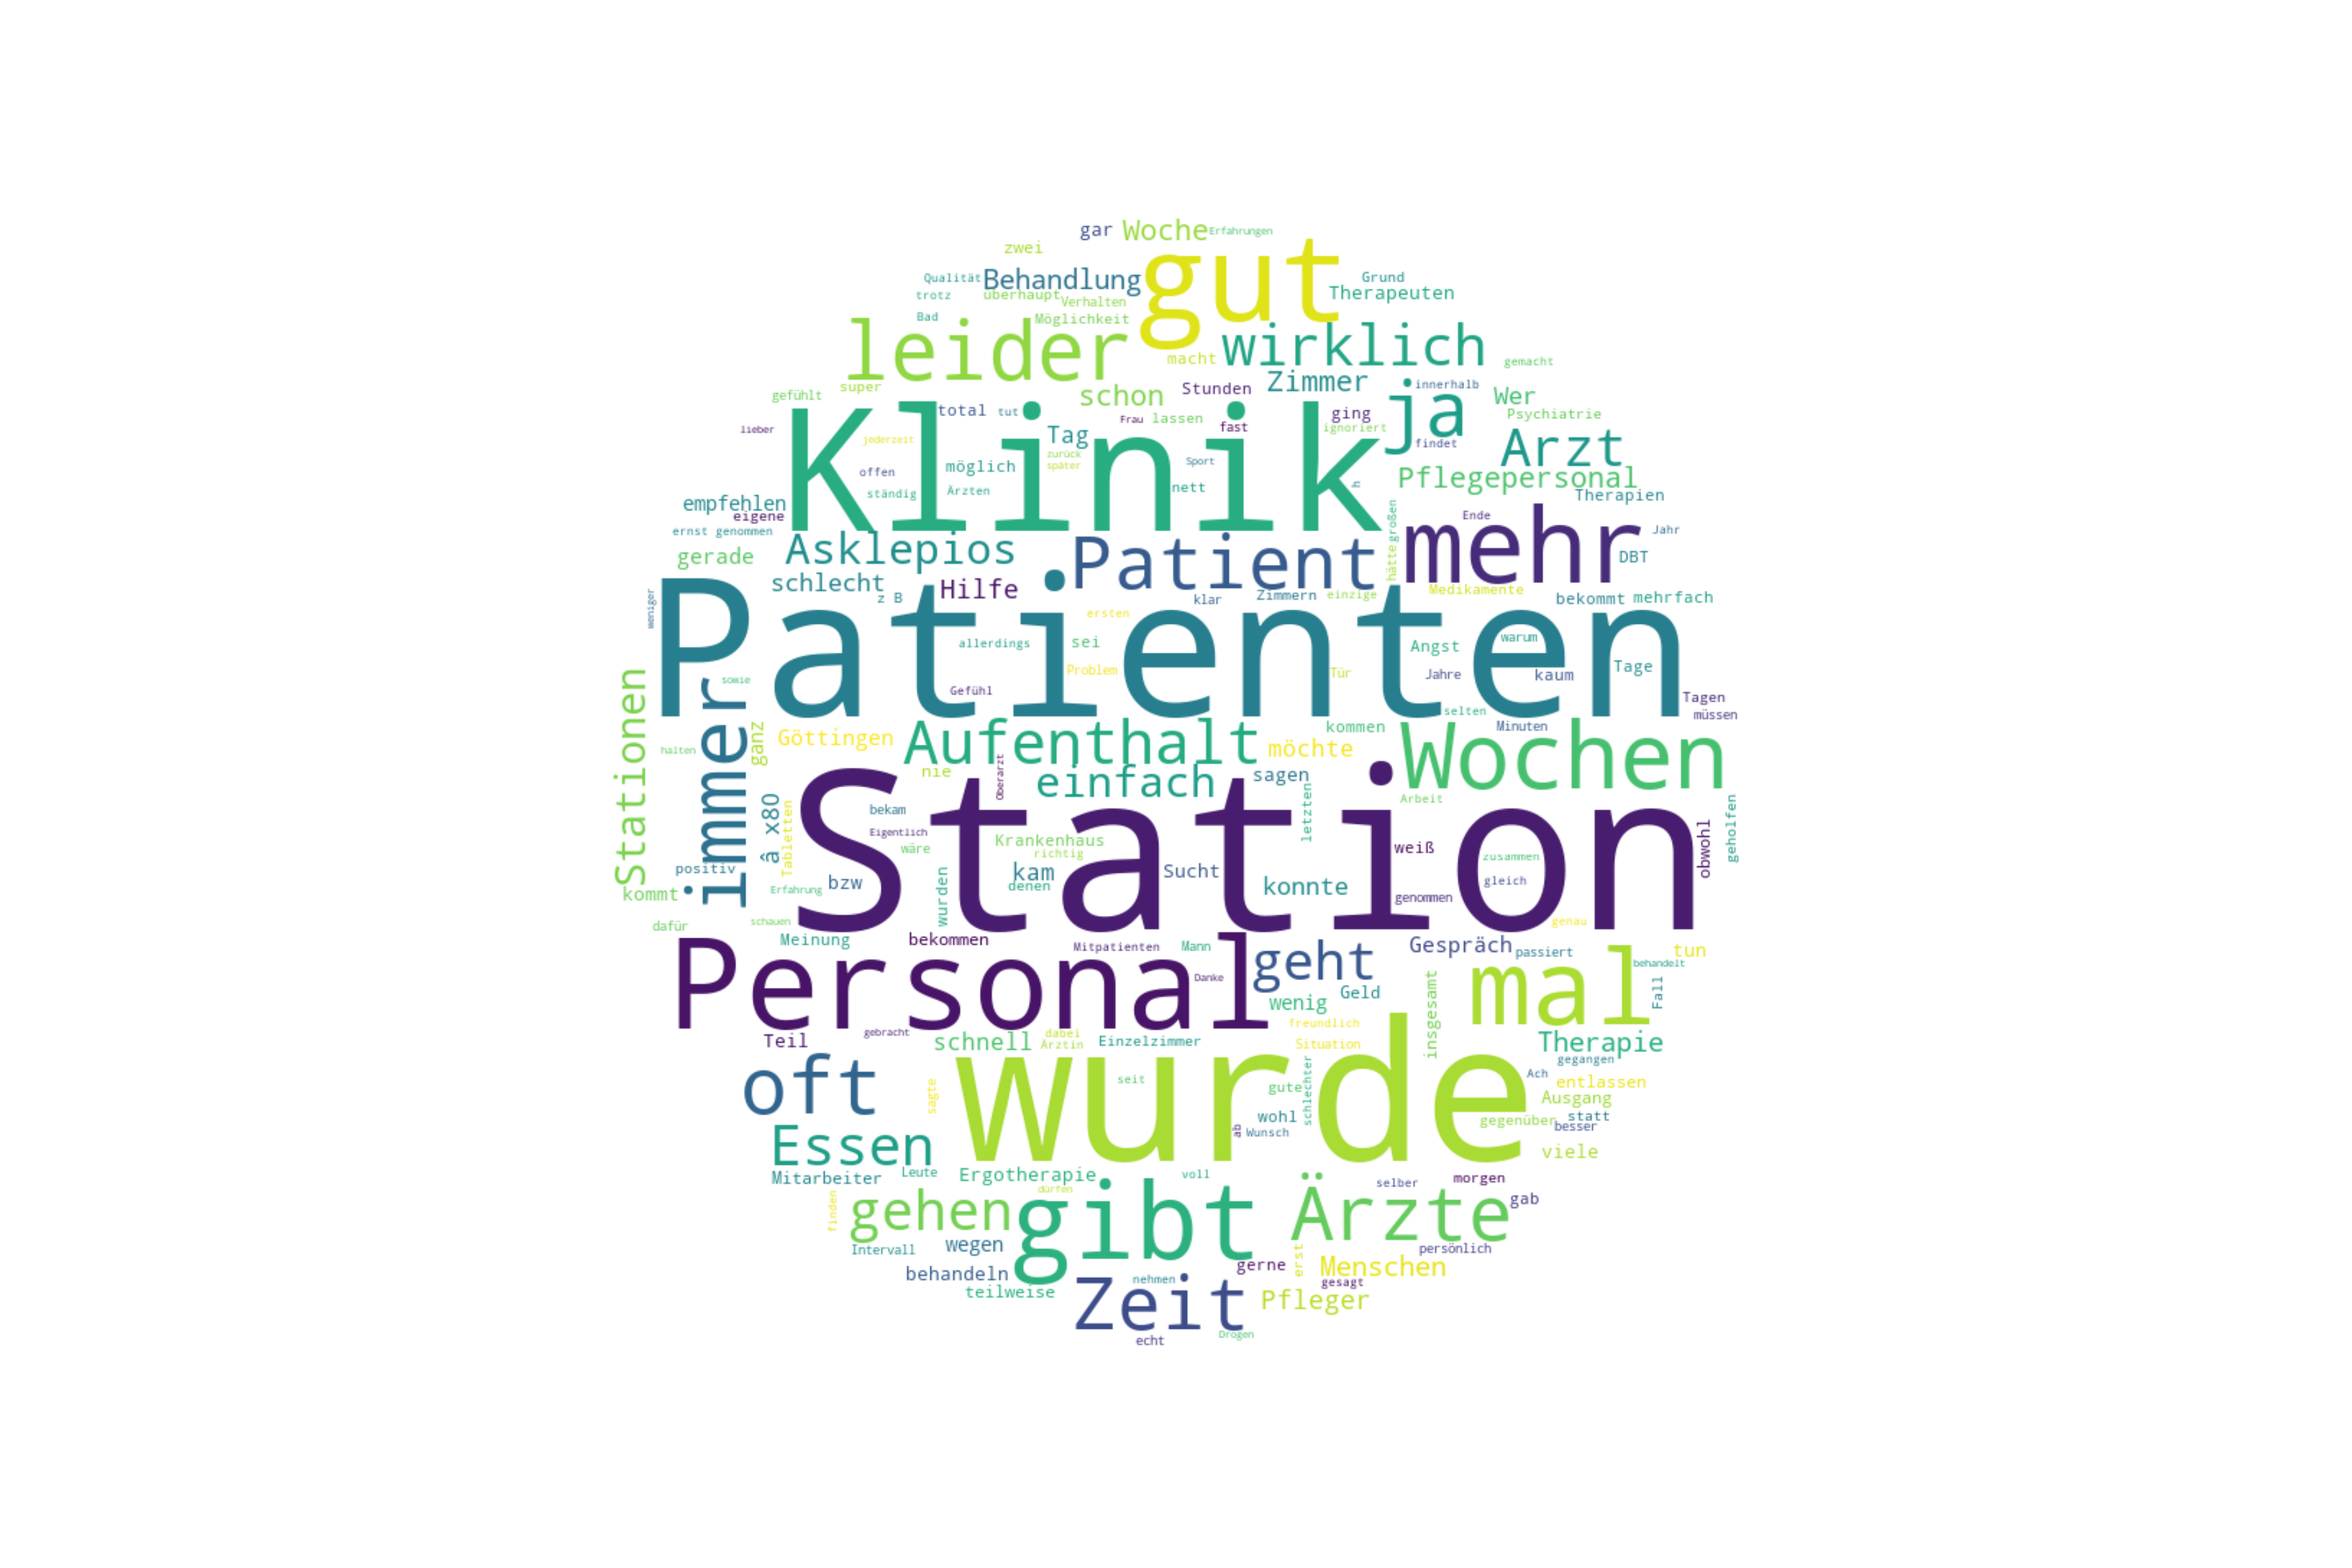 gar Woche Erfahrungen
zwei
gut
Qualität Behandlung Grund
trotz überhaupt Verhalten Therapeuten
Bad Möglichkeit
leider wirklich
macht gemacht
gefühlt super schon Stunden Zimmer innerhalb
ja Wer
total tut Frau lassen ging Psychiatrie
lieber fast ignoriert
Klinik
jederzeit Tag findet Arzt
offen möglich zurück
später Sport
Pflegepersonal
ständig Ärzten nett h Therapien
empfehlen
eigene Ende
ernst genommen großen Jahr
gerade Asklepios Patient hätte mehr DBT
schlecht Hilfe Medikamente
weniger z B klar Zimmern einzige bekommt mehrfach
Patienten
ersten
allerdings sei Angst warum
Problem Tür Jahre kaum Tage
sowie Gefühl
Tagen
selten müssen
Stationen immer ganz Göttingen Aufenthalt kommen Minuten
halten möchte Wochen
nie Oberarzt einfach sagen
Arbeit
â x80 Tabletten bekam letzten geholfen
Station
Eigentlich Krankenhaus weiß obwohl
wäre richtig zusammen
positiv bzw kam Sucht gleich
kommt Erfahrung wurden denen konnte genommen
dafür schauen genau
Meinung bekommen Mitpatienten Mann Gespräch passiert tun
Personal
geht mal behandelt
Danke wenig Geld insgesamt Fall
Teil gebracht schnell dabei
Ärztin Einzelzimmer freundlich
Situation Therapie
gegangen
oft sagte wurde seit gute schlechter Ach entlassen
Ausgang
wohl gegenüber statt
ab Wunsch besser
Essen viele
Mitarbeiter Leute Ergotherapie voll selber morgen
finden gehen dürfen gibt Ärzte gab
Intervall wegen persönlich
behandeln gerne erst Menschen
teilweise Zeit nehmen gesagt
Pfleger
echt Drogen